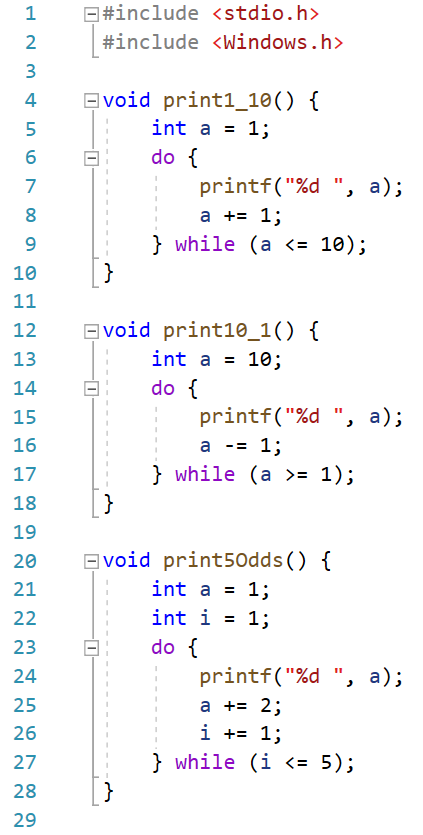 1 #include <stdio.h>
2 #include <Windows.h>
3
4 void print1_10() {
5     int a = 1;
6     do {
7         printf("%d ", a);
8         a += 1;
9     } while (a <= 10);
10 }
11
12 void print10_1() {
13     int a = 10;
14     do {
15         printf("%d ", a);
16         a -= 1;
17     } while (a >= 1);
18 }
19
20 void print5Odds() {
21     int a = 1;
22     int i = 1;
23     do {
24         printf("%d ", a);
25         a += 2;
26         i += 1;
27     } while (i <= 5);
28 }
29